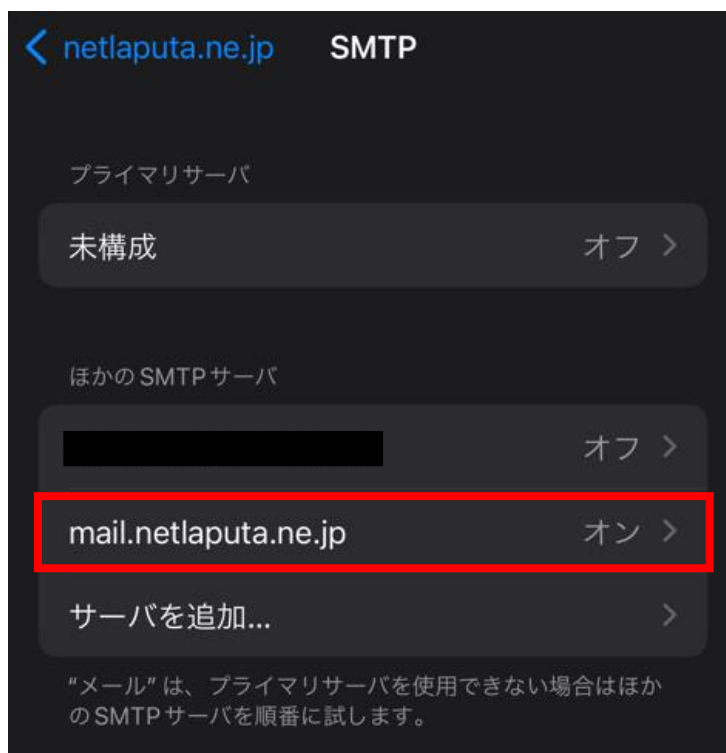 netlaputa.ne.jp SMTP
プライマリサーバ
未構成 オフ
ほかのSMTPサーバ
オフ
mail.netlaputa.ne.jp オン
サーバを追加...
“メール”は、プライマリサーバを使用できない場合はほか
のSMTPサーバを順番に試します。